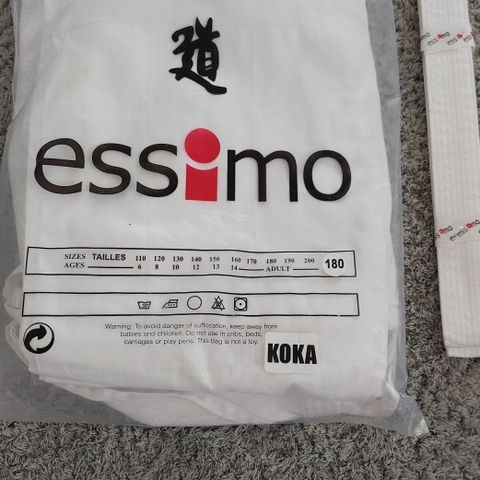 道
essimo
SIZES TAILLES 110 120 130 140 150 160 170 180 190 200
AGES 6 8 10 12 13 14 ADULT
180
Warning: To avoid danger of suffocation, keep away from
babies and children. Do not use in cribs, beds,
carriages or play pens. This bag is not a toy.
KOKA
essimo
essimo